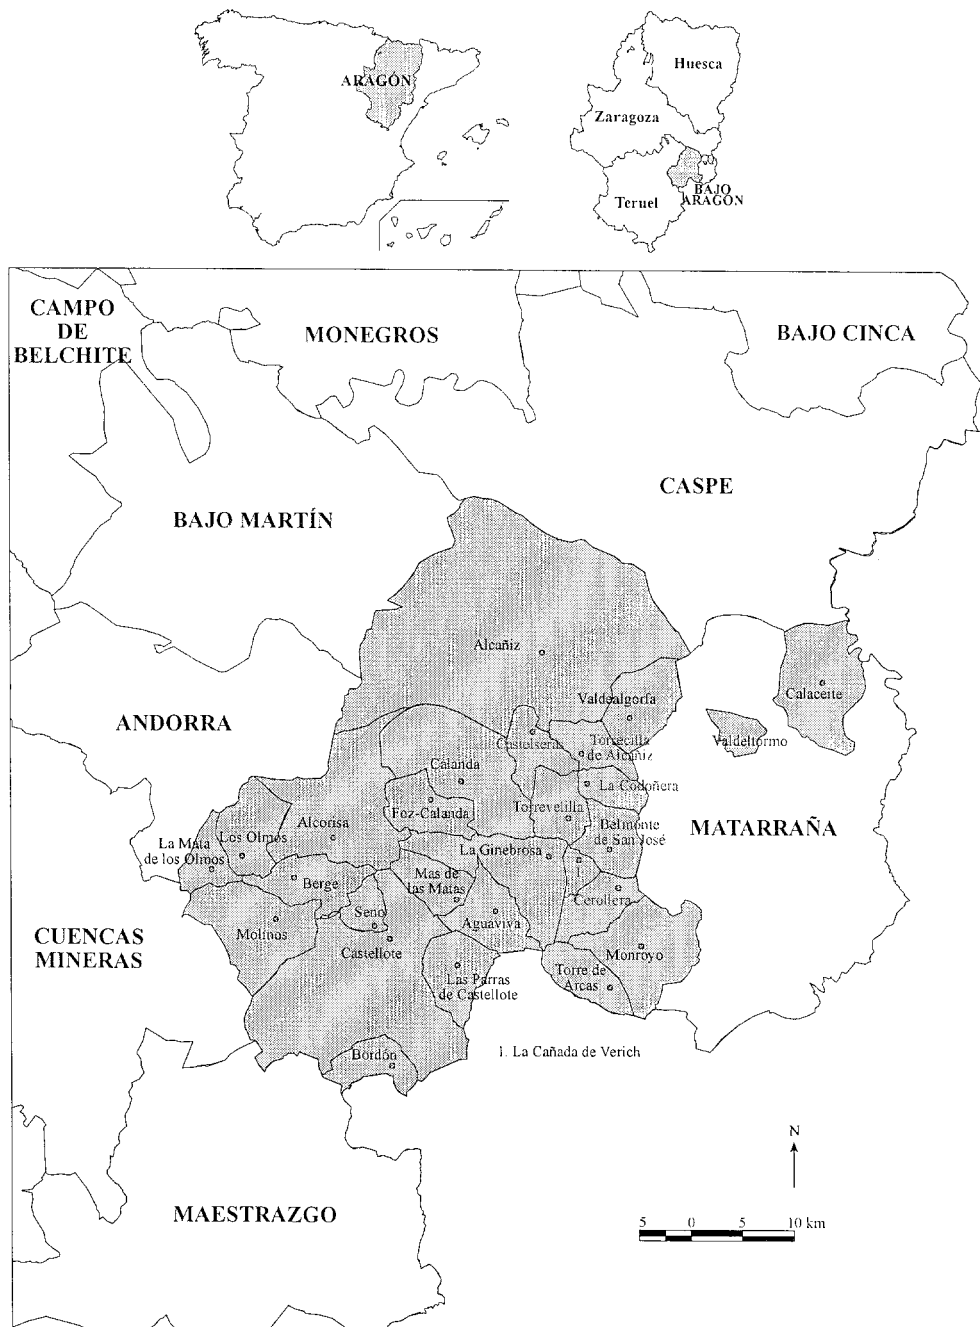 ARAGÓN
Huesca
Zaragoza
Teruel
BAJO
ARAGÓN
CAMPO
DE
BELCHITE
MONEGROS
BAJO CINCA
CASPE
BAJO MARTÍN
Alcañiz
Valdealgorfa
Calaceite
ANDORRA
Castelseras
Torrecilla
de Alcañiz
Valdeltormo
Calanda
La Codoñera
Foz-Calanda
Torrevelilla
MATARRAÑA
Alcorisa
Belmonte
de San José
La Mata
de los Olmos
Los Olmos
La Ginebrosa
Berge
Mas de
las Matas
1
Cerollera
Seno
Aguaviva
Molinos
CUENCAS
MINERAS
Castellote
Monroyo
Las Parras
de Castellote
Torre de
Arcas
Bordón
1. La Cañada de Verich
N
MAESTRAZGO
5 0 5 10 km